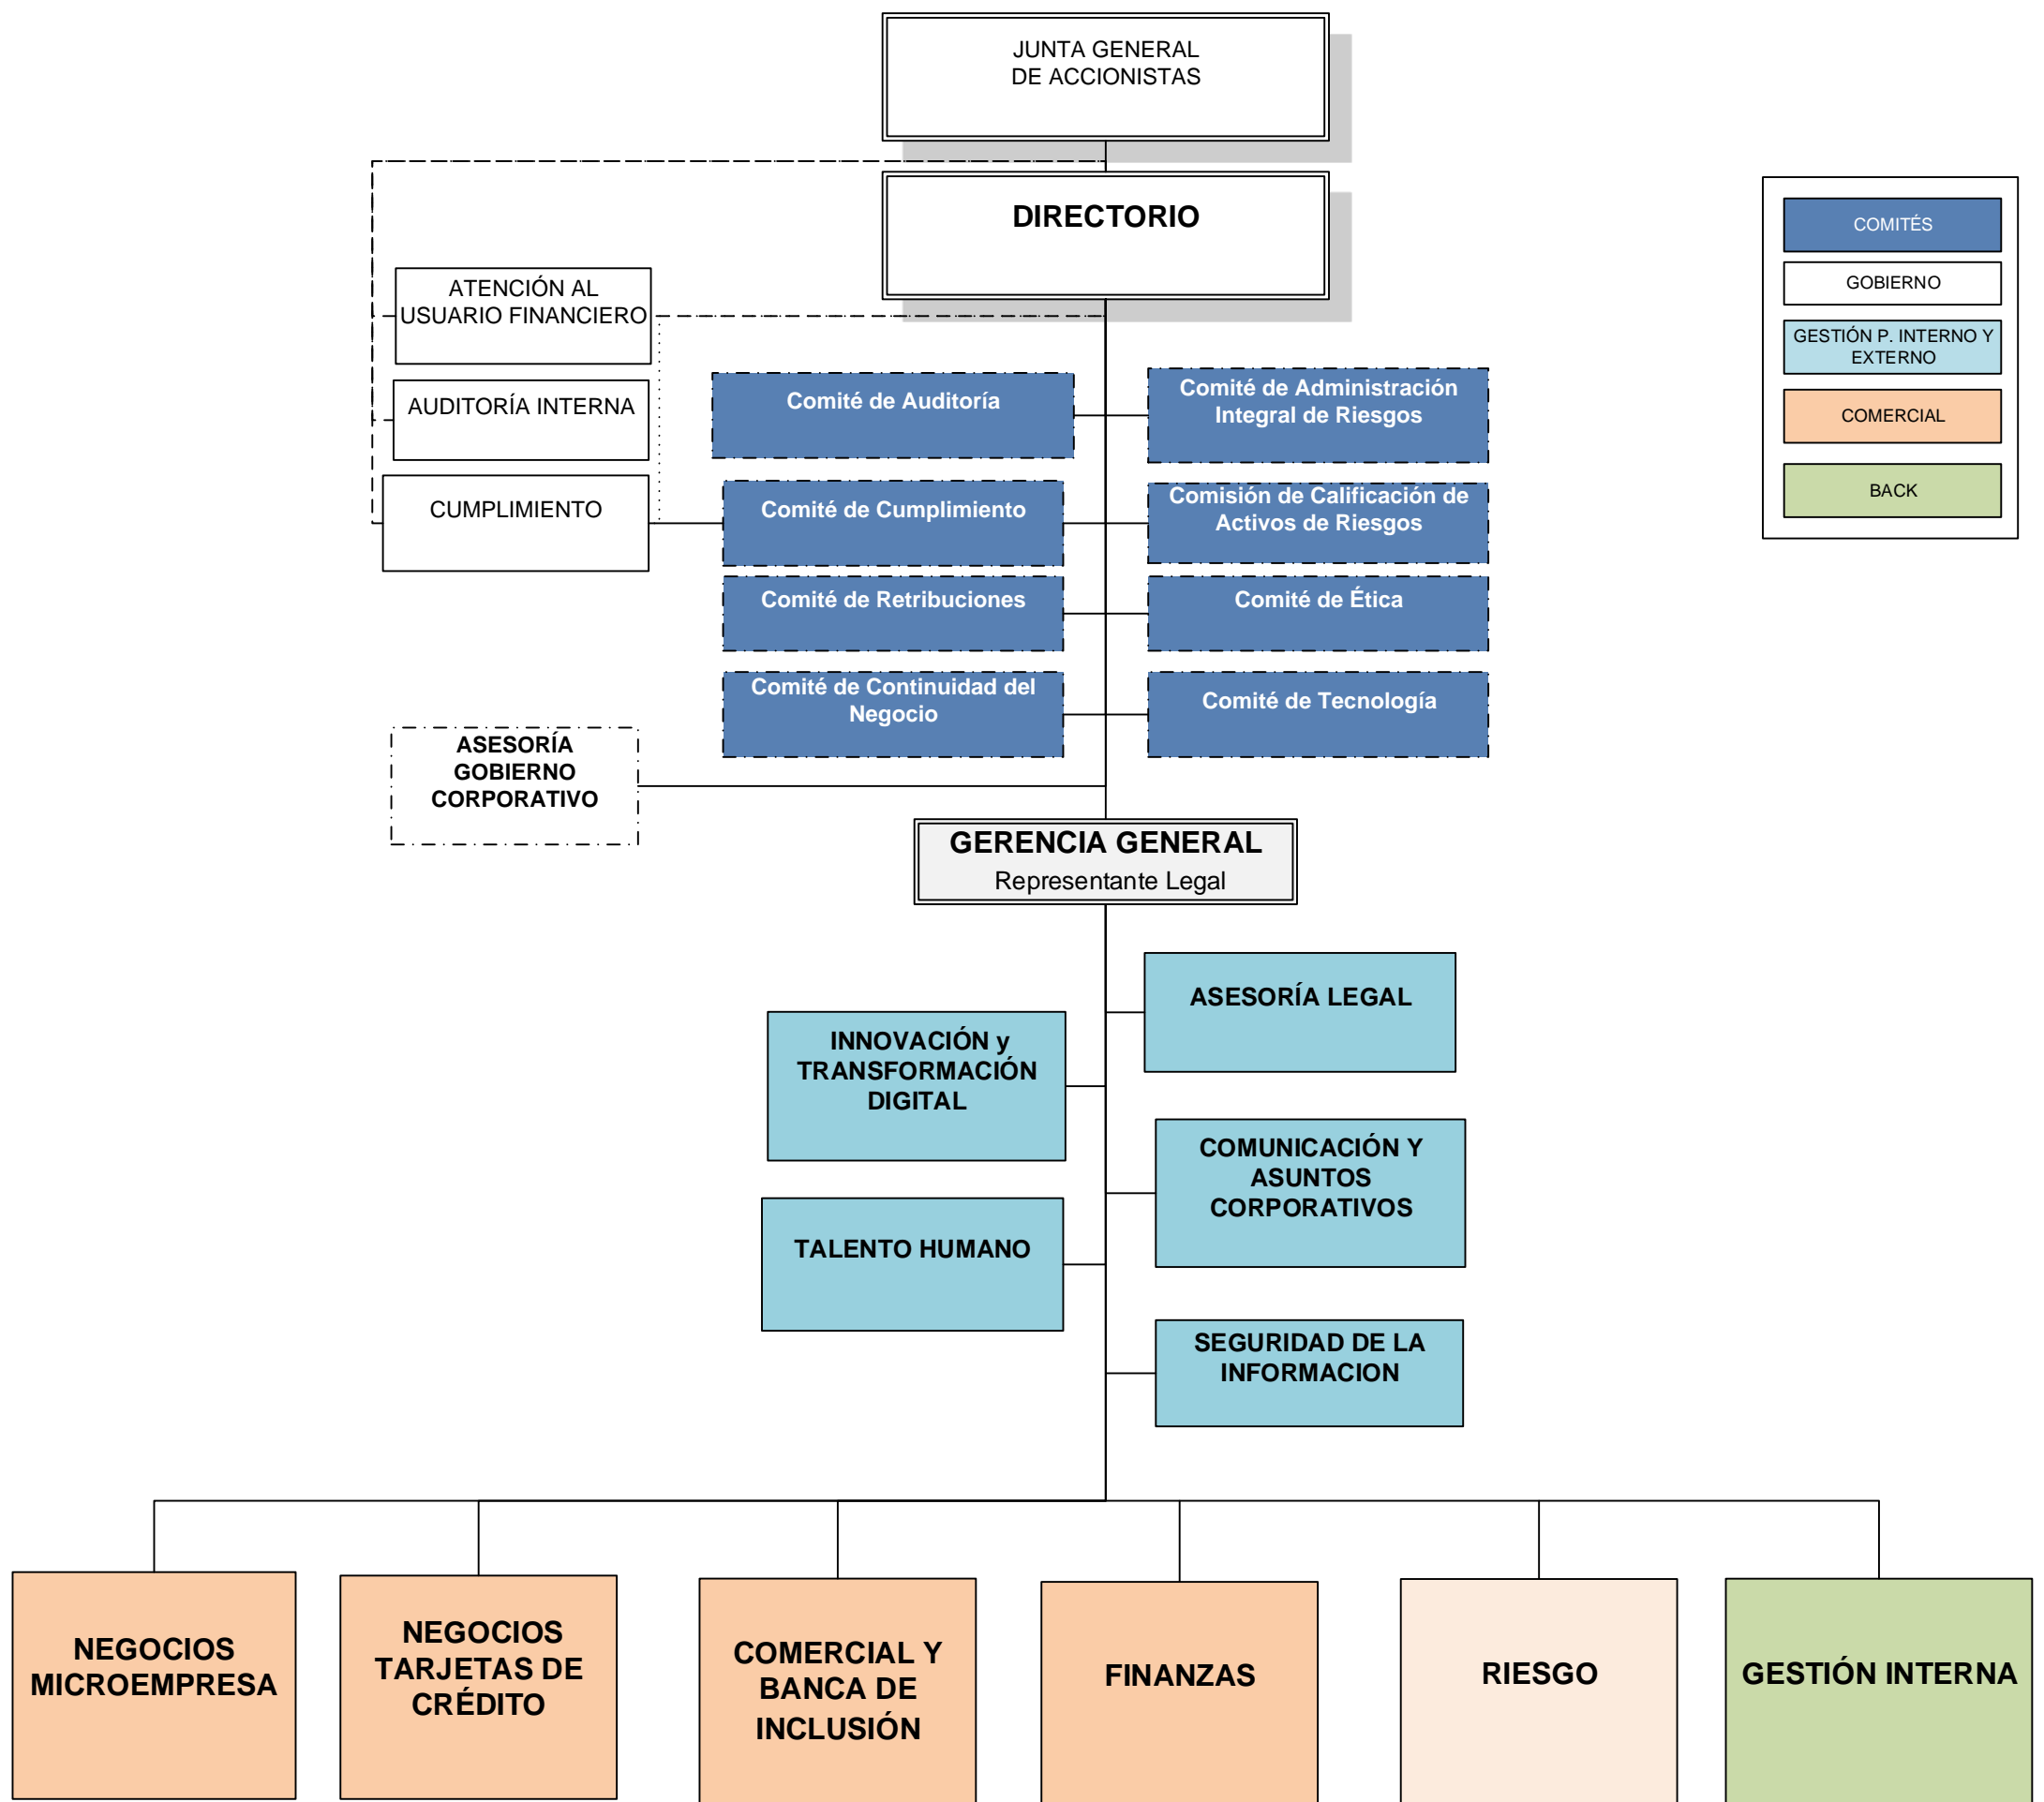 JUNTA GENERAL
DE ACCIONISTAS
DIRECTORIO
COMITÉS
GOBIERNO
GESTIÓN P. INTERNO Y
EXTERNO
COMERCIAL
BACK
ATENCIÓN AL
USUARIO FINANCIERO
AUDITORÍA INTERNA
CUMPLIMIENTO
Comité de Auditoría
Comité de Administración
Integral de Riesgos
Comité de Cumplimiento
Comisión de Calificación de
Activos de Riesgos
Comité de Retribuciones
Comité de Ética
Comité de Continuidad del
Negocio
Comité de Tecnología
ASESORÍA
GOBIERNO
CORPORATIVO
GERENCIA GENERAL
Representante Legal
ASESORÍA LEGAL
INNOVACIÓN y
TRANSFORMACIÓN
DIGITAL
COMUNICACIÓN Y
ASUNTOS
CORPORATIVOS
TALENTO HUMANO
SEGURIDAD DE LA
INFORMACION
NEGOCIOS
MICROEMPRESA
NEGOCIOS
TARJETAS DE
CRÉDITO
COMERCIAL Y
BANCA DE
INCLUSIÓN
FINANZAS
RIESGO
GESTIÓN INTERNA